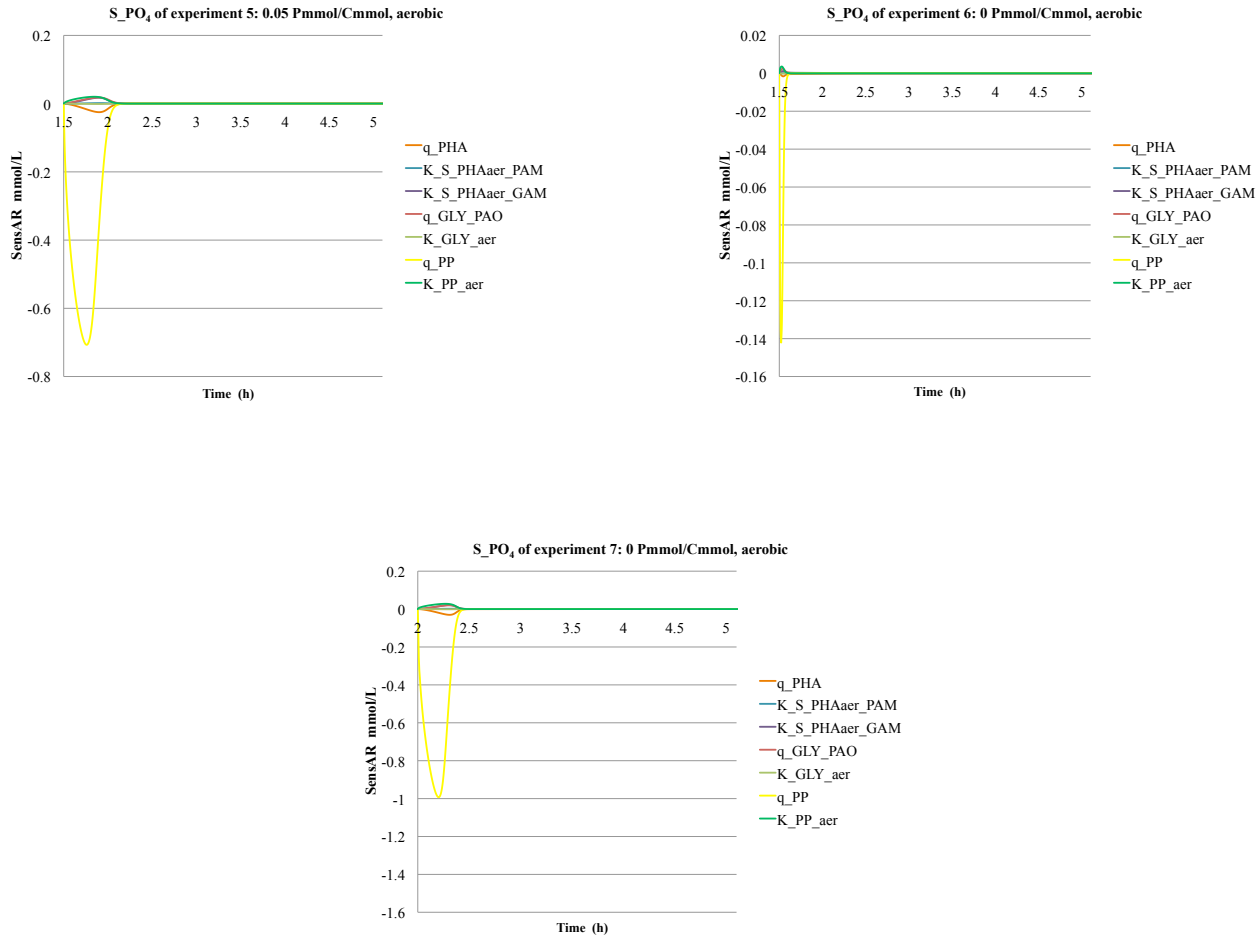 S_PO₄ of experiment 5: 0.05 Pmmol/Cmmol, aerobic
0.2
0
-0.2
-0.4
-0.6
-0.8
1.5 2 2.5 3 3.5 4 4.5 5
SensAR mmol/L
Time (h)
q_PHA
K_S_PHAaer_PAM
K_S_PHAaer_GAM
q_GLY_PAO
K_GLY_aer
q_PP
K_PP_aer
S_PO₄ of experiment 6: 0 Pmmol/Cmmol, aerobic
0.02
0
-0.02
-0.04
-0.06
-0.08
-0.1
-0.12
-0.14
-0.16
1.5 2 2.5 3 3.5 4 4.5 5
SensAR mmol/L
Time (h)
q_PHA
K_S_PHAaer_PAM
K_S_PHAaer_GAM
q_GLY_PAO
K_GLY_aer
q_PP
K_PP_aer
S_PO₄ of experiment 7: 0 Pmmol/Cmmol, aerobic
0.2
0
-0.2
-0.4
-0.6
-0.8
-1
-1.2
-1.4
-1.6
2 2.5 3 3.5 4 4.5 5
SensAR mmol/L
Time (h)
q_PHA
K_S_PHAaer_PAM
K_S_PHAaer_GAM
q_GLY_PAO
K_GLY_aer
q_PP
K_PP_aer